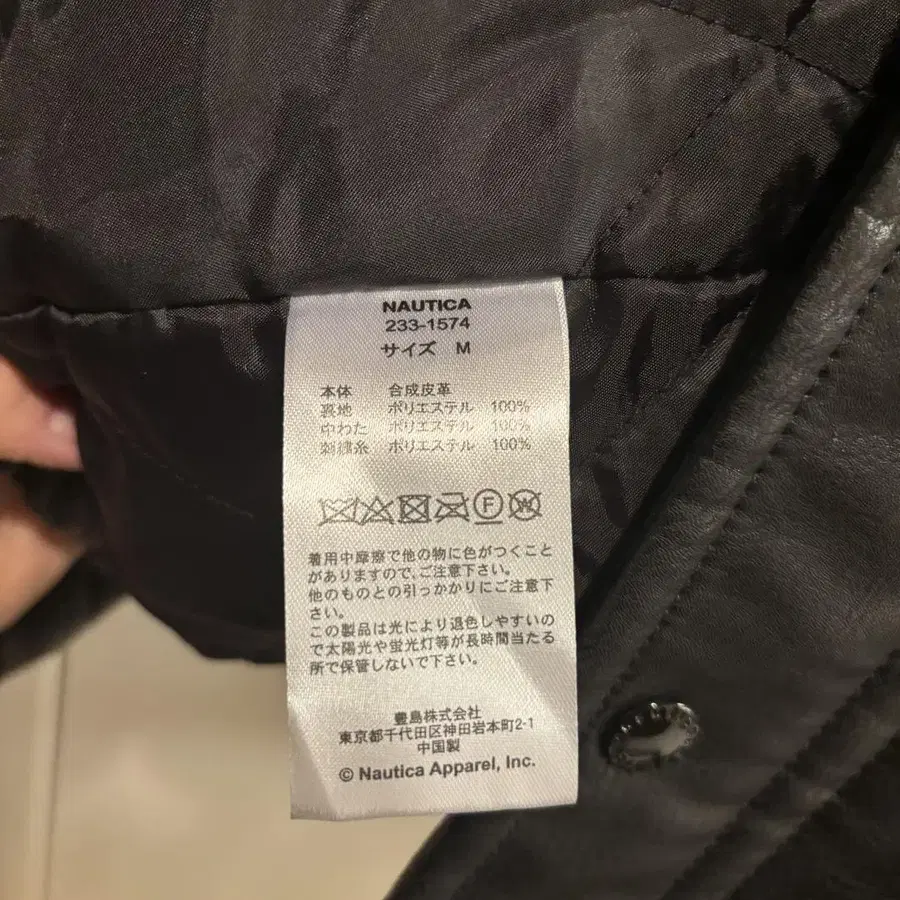 NAUTICA
233-1574
サイズ M
本体 合成皮革
裏地 ポリエステル 100%
中わた ポリエステル 100%
刺繍糸 ポリエステル 100%
F
W
着用中摩擦で他の物に色がつくこと
がありますので、ご注意下さい。
他のものとの引っかかりにご注意下
さい。
この製品は光により退色しやすいの
で太陽光や蛍光灯等が長時間当たる
所で保管しないで下さい。
豊島株式会社
東京都千代田区神田岩本町2-1
中国製
© Nautica Apparel, Inc.